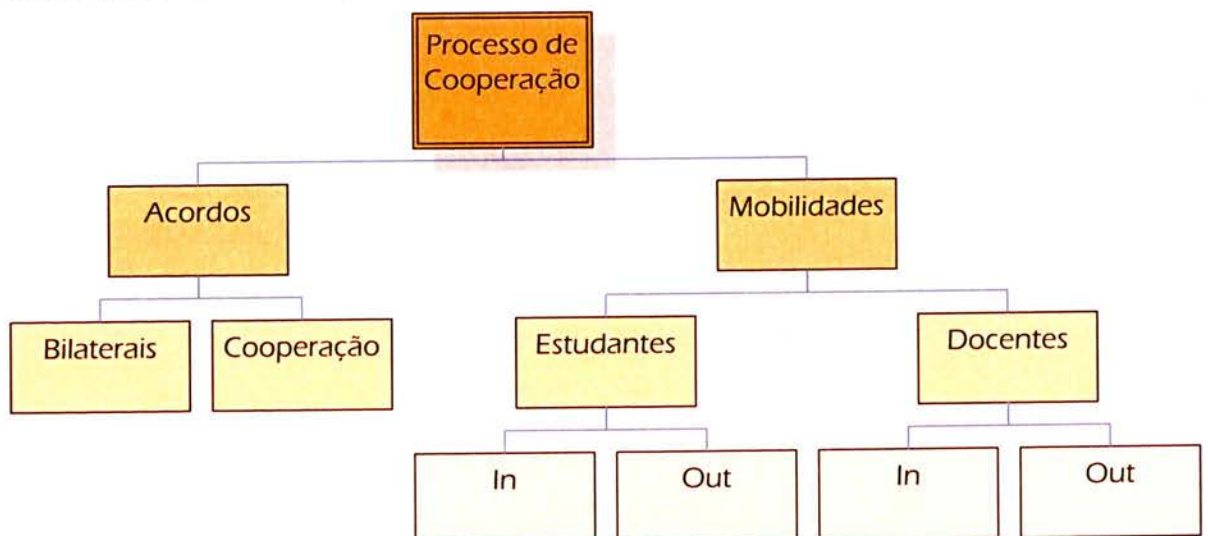 Processo de
Cooperação
Acordos
Mobilidades
Bilaterais
Cooperação
Estudantes
Docentes
In
Out
In
Out